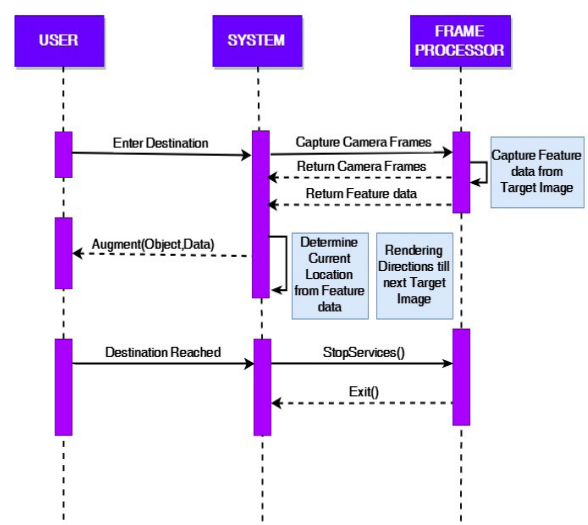 USER
SYSTEM
FRAME
PROCESSOR
Enter Destination
Capture Camera Frames
Return Camera Frames
Capture Feature
data from
Target Image
Return Feature data
Augment(Object,Data)
Determine
Current
Location
from Feature
data
Rendering
Directions till
next Target
Image
Destination Reached
StopServices()
Exit()